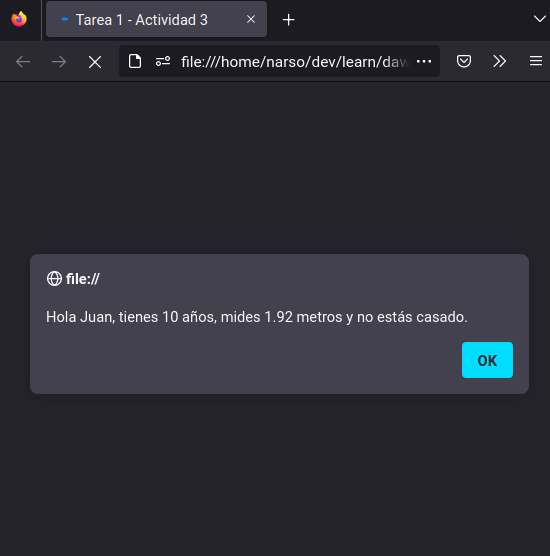 Tarea 1 - Actividad 3
file:///home/narso/dev/learn/daw
file://
Hola Juan, tienes 10 años, mides 1.92 metros y no estás casado.
OK